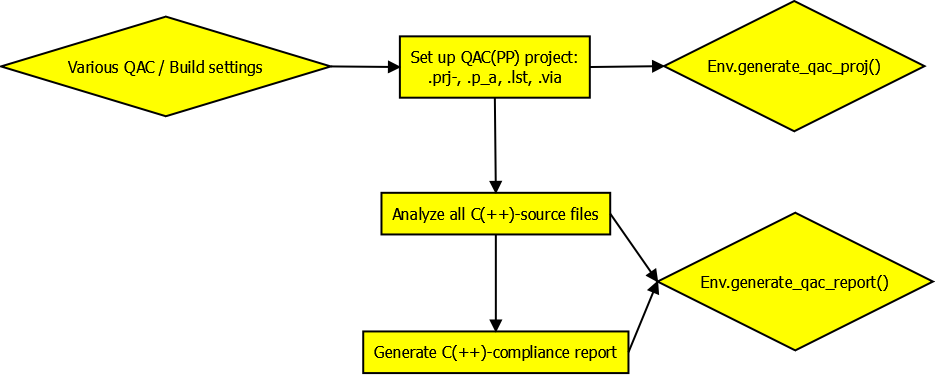 Various QAC / Build settings
Set up QAC(PP) project:
.prj-, .p_a, .lst, .via
Env.generate_qac_proj()
Analyze all C(++)-source files
Env.generate_qac_report()
Generate C(++)-compliance report